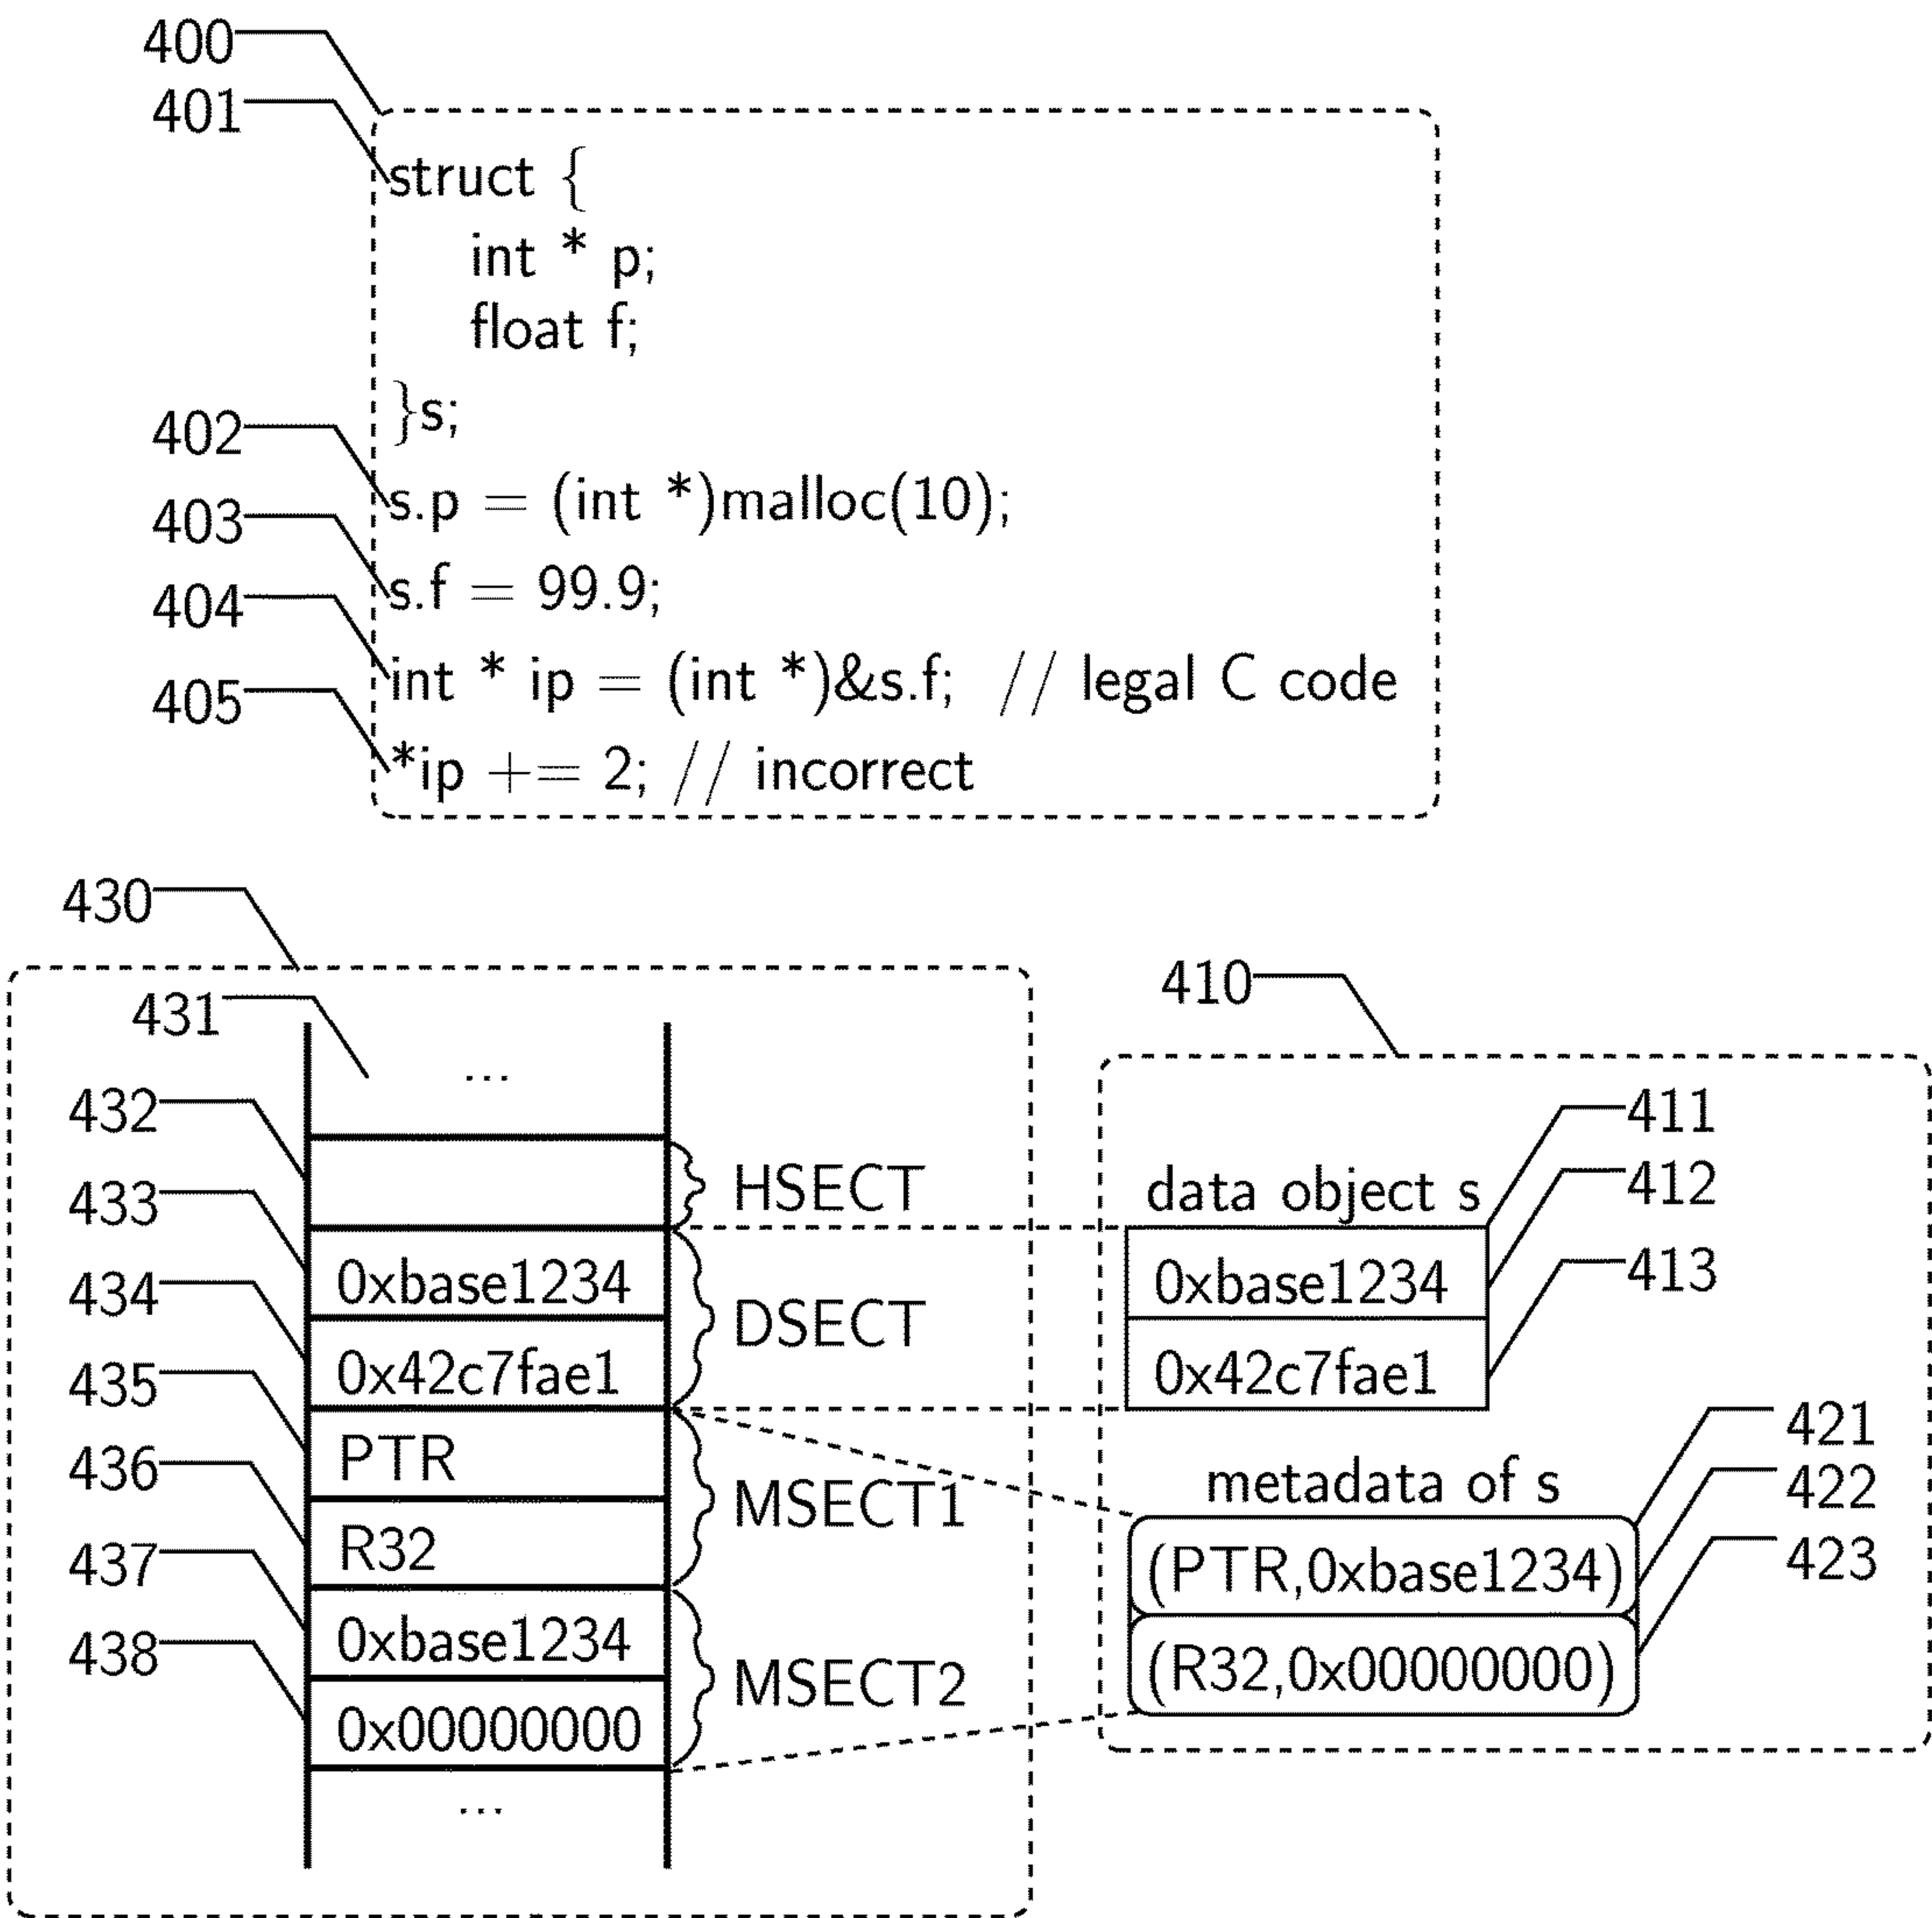 400
401
struct {
int * p;
float f;
}s;
402
s.p = (int *)malloc(10);
403
s.f = 99.9;
404
int * ip = (int *)&s.f; // legal C code
405
*ip += 2; // incorrect
430
431
...
432
HSECT
433
0xbase1234
434
0x42c7fae1
DSECT
435
PTR
436
R32
MSECT1
437
0xbase1234
438
0x00000000
MSECT2
...
410
411
data object s
412
0xbase1234
413
0x42c7fae1
421
metadata of s
422
(PTR,0xbase1234)
423
(R32,0x00000000)